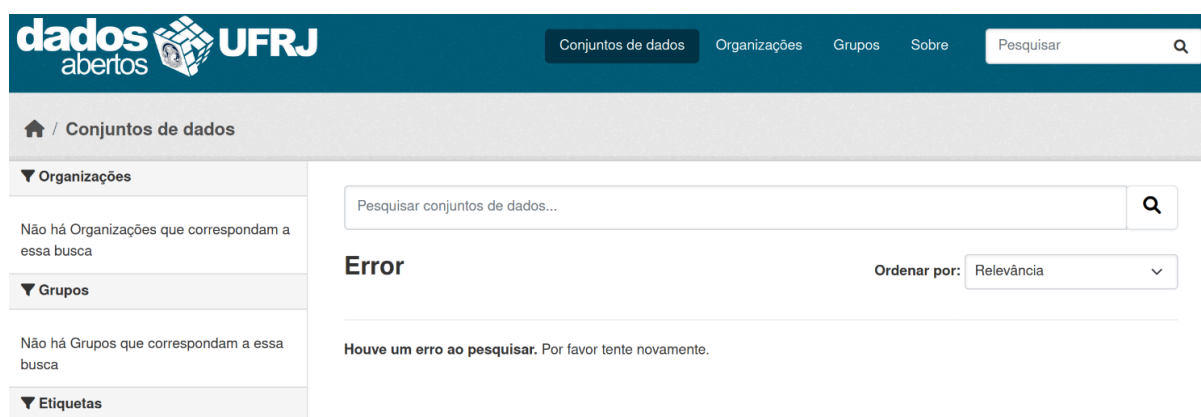 dados
abertos
UFRJ
Conjuntos de dados
Organizações
Grupos
Sobre
Pesquisar
/ Conjuntos de dados
Organizações
Não há Organizações que correspondam a
essa busca
Grupos
Não há Grupos que correspondam a essa
busca
Etiquetas
Pesquisar conjuntos de dados...
Error
Ordenar por: Relevância
Houve um erro ao pesquisar. Por favor tente novamente.